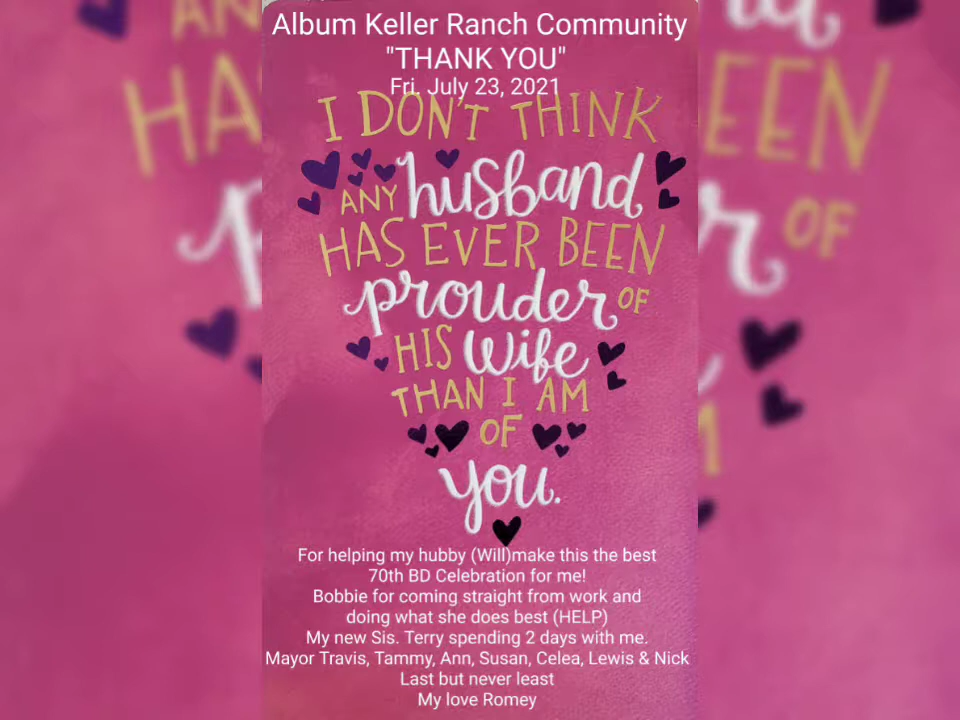 Album Keller Ranch Community
"THANK YOU"
Fri. July 23, 2021
I DON'T THINK
ANY husband
HAS EVER BEEN
prouder OF
HIS Wife
THAN I AM
OF
you.
For helping my hubby (Will)make this the best
70th BD Celebration for me!
Bobbie for coming straight from work and
doing what she does best (HELP)
My new Sis. Terry spending 2 days with me.
Mayor Travis, Tammy, Ann, Susan, Celea, Lewis & Nick
Last but never least
My love Romey